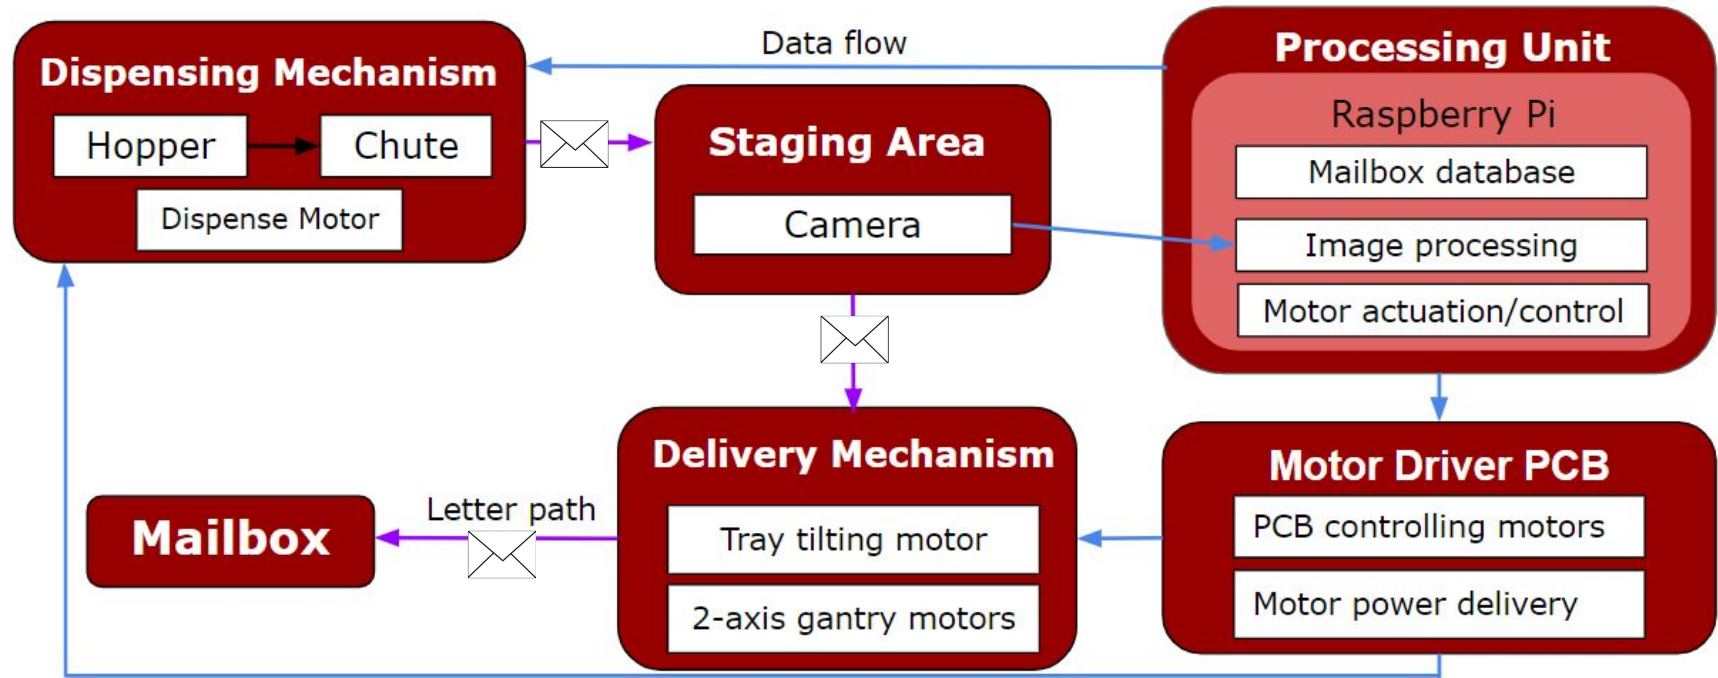 Data flow
Processing Unit
Dispensing Mechanism
Raspberry Pi
Hopper
Chute
Staging Area
Mailbox database
Dispense Motor
Camera
Image processing
Motor actuation/control
Delivery Mechanism
Motor Driver PCB
Letter path
Mailbox
Tray tilting motor
PCB controlling motors
2-axis gantry motors
Motor power delivery